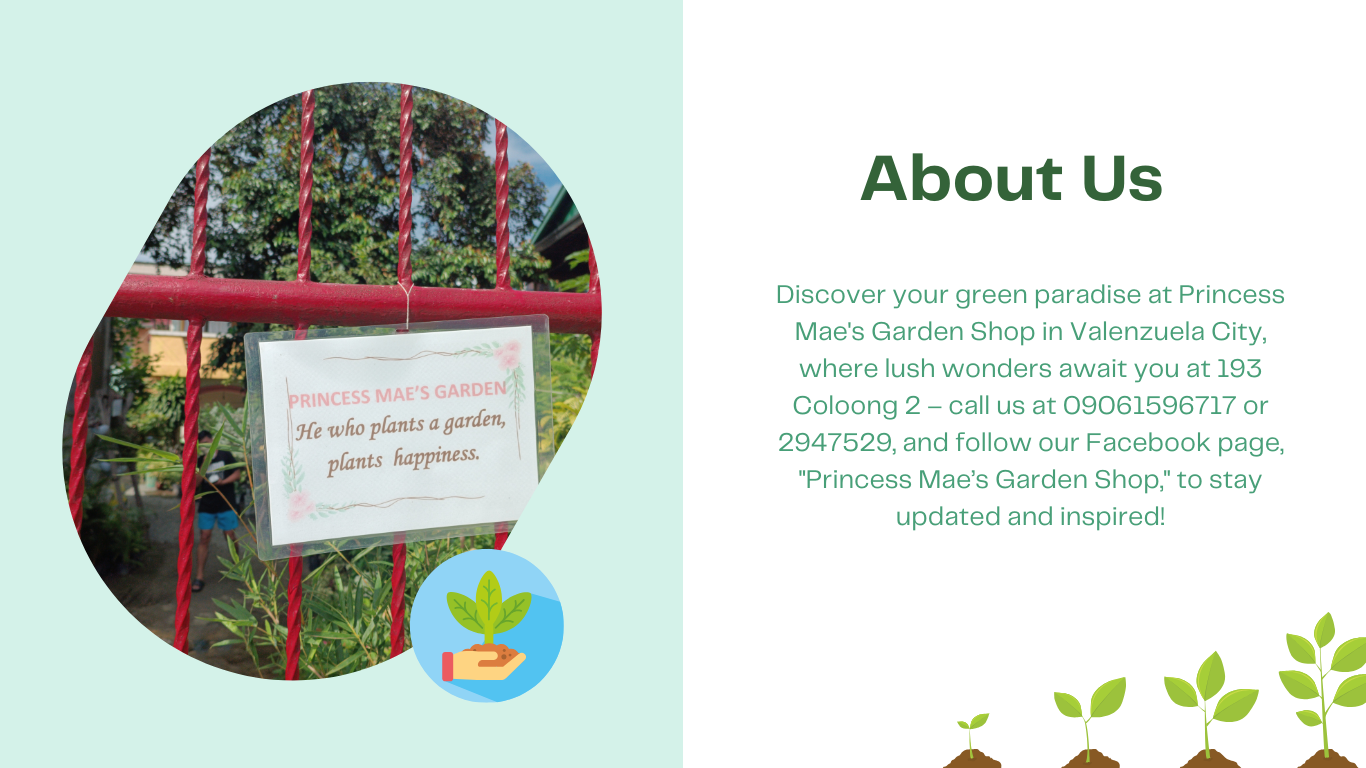 PRINCESS MAE'S GARDEN
He who plants a garden,
plants happiness.
About Us
Discover your green paradise at Princess
Mae's Garden Shop in Valenzuela City,
where lush wonders await you at 193
Coloong 2 – call us at 09061596717 or
2947529, and follow our Facebook page,
"Princess Mae’s Garden Shop," to stay
updated and inspired!